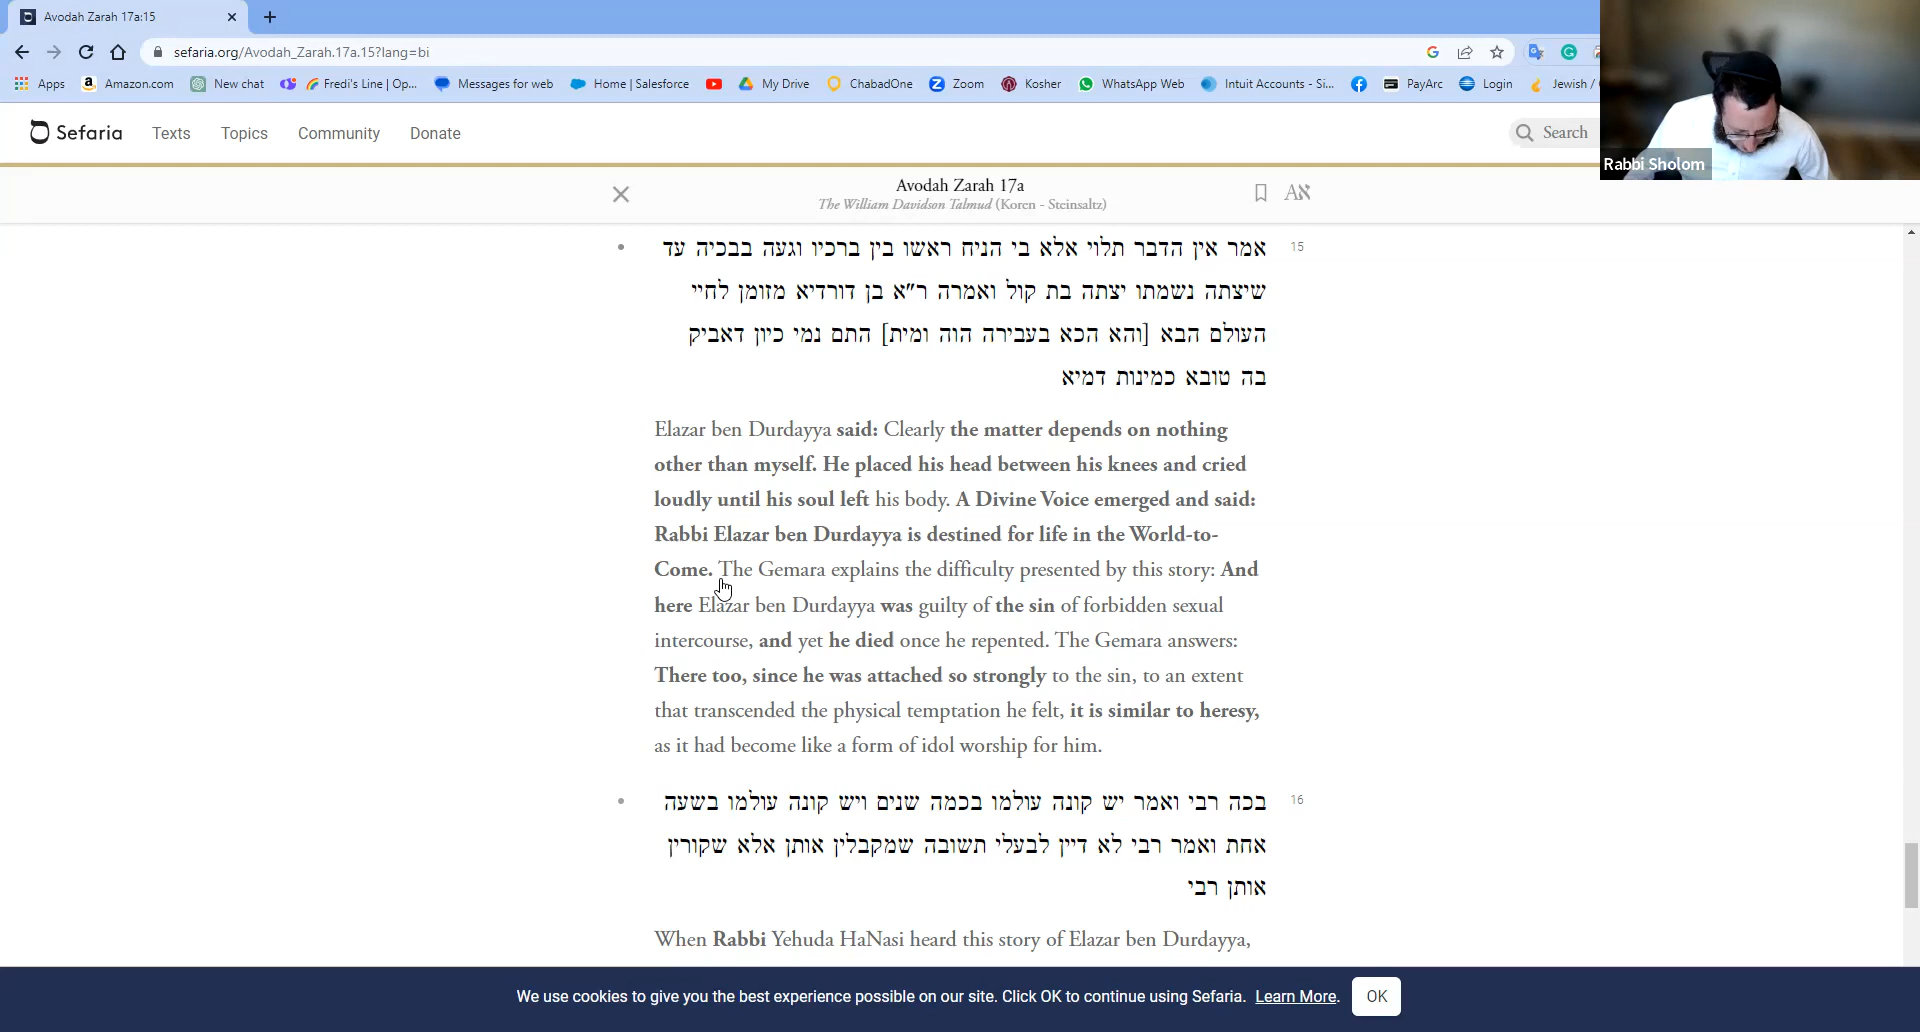 Avodah Zarah 17a:15
sefaria.org/Avodah_Zarah.17a.15?lang=bi
Apps Amazon.com New chat Fredi's Line | Op... Messages for web Home | Salesforce My Drive ChabadOne Zoom Kosher WhatsApp Web Intuit Accounts - Si... PayArc Login Jewish /
Sefaria Texts Topics Community Donate Search
Rabbi Sholom
Avodah Zarah 17a
The William Davidson Talmud (Koren - Steinsaltz)
אמר אין הדבר תלוי אלא בי הניח ראשו בין ברכיו וגעה בבכיה עד 15
שיצתה נשמתו יצתה בת קול ואמרה ר"א בן דורדיא מזומן לחיי
העולם הבא [והא הכא בעבירה הוה ומית] התם נמי כיון דאביק
בה טובא כמינות דמיא
Elazar ben Durdayya said: Clearly the matter depends on nothing
other than myself. He placed his head between his knees and cried
loudly until his soul left his body. A Divine Voice emerged and said:
Rabbi Elazar ben Durdayya is destined for life in the World-to-
Come. The Gemara explains the difficulty presented by this story: And
here Elazar ben Durdayya was guilty of the sin of forbidden sexual
intercourse, and yet he died once he repented. The Gemara answers:
There too, since he was attached so strongly to the sin, to an extent
that transcended the physical temptation he felt, it is similar to heresy,
as it had become like a form of idol worship for him.
בכה רבי ואמר יש קונה עולמו בכמה שנים ויש קונה עולמו בשעה 16
אחת ואמר רבי לא דיין לבעלי תשובה שמקבלין אותן אלא שקורין
אותן רבי
When Rabbi Yehuda HaNasi heard this story of Elazar ben Durdayya,
We use cookies to give you the best experience possible on our site. Click OK to continue using Sefaria. Learn More. OK